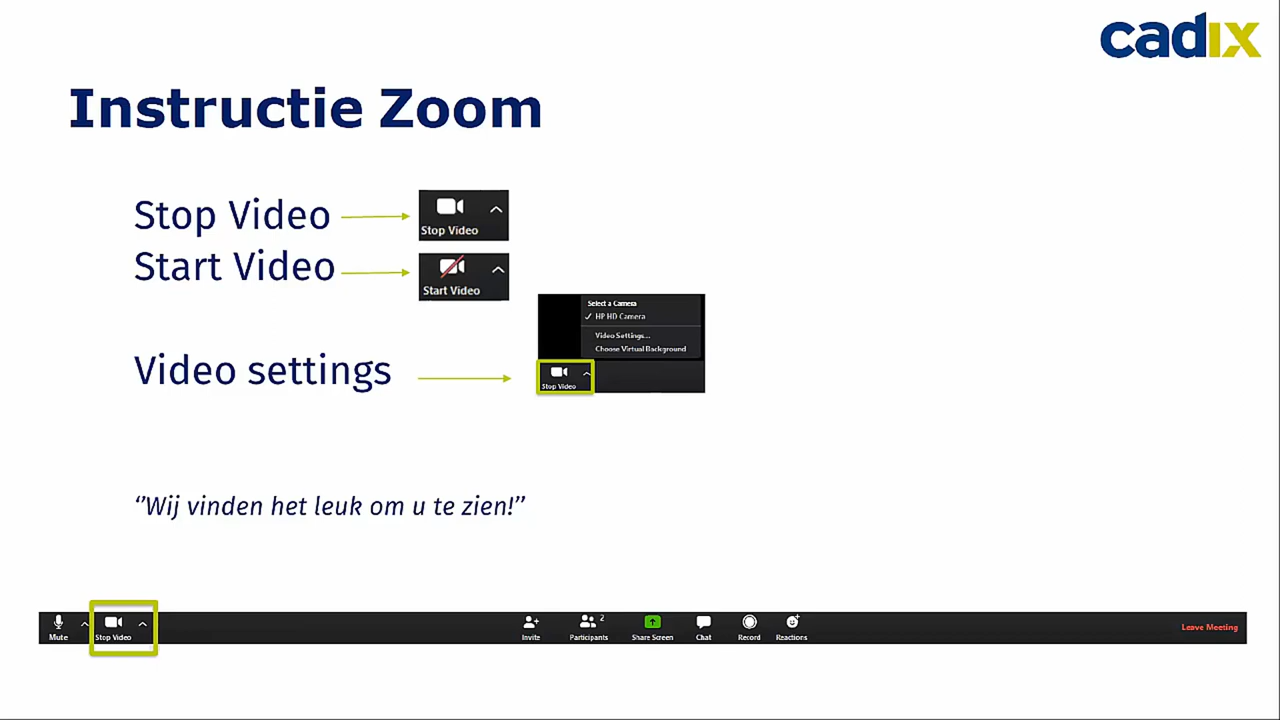 cadix
Instructie Zoom
Stop Video
Stop Video
Start Video
Start Video
Select a Camera
✓ HP HD Camera
Video Settings...
Choose Virtual Background
Video settings
Stop Video
‘’Wij vinden het leuk om u te zien!’’
Mute
Stop Video
Invite
2
Participants
Share Screen
Chat
Record
Reactions
Leave Meeting